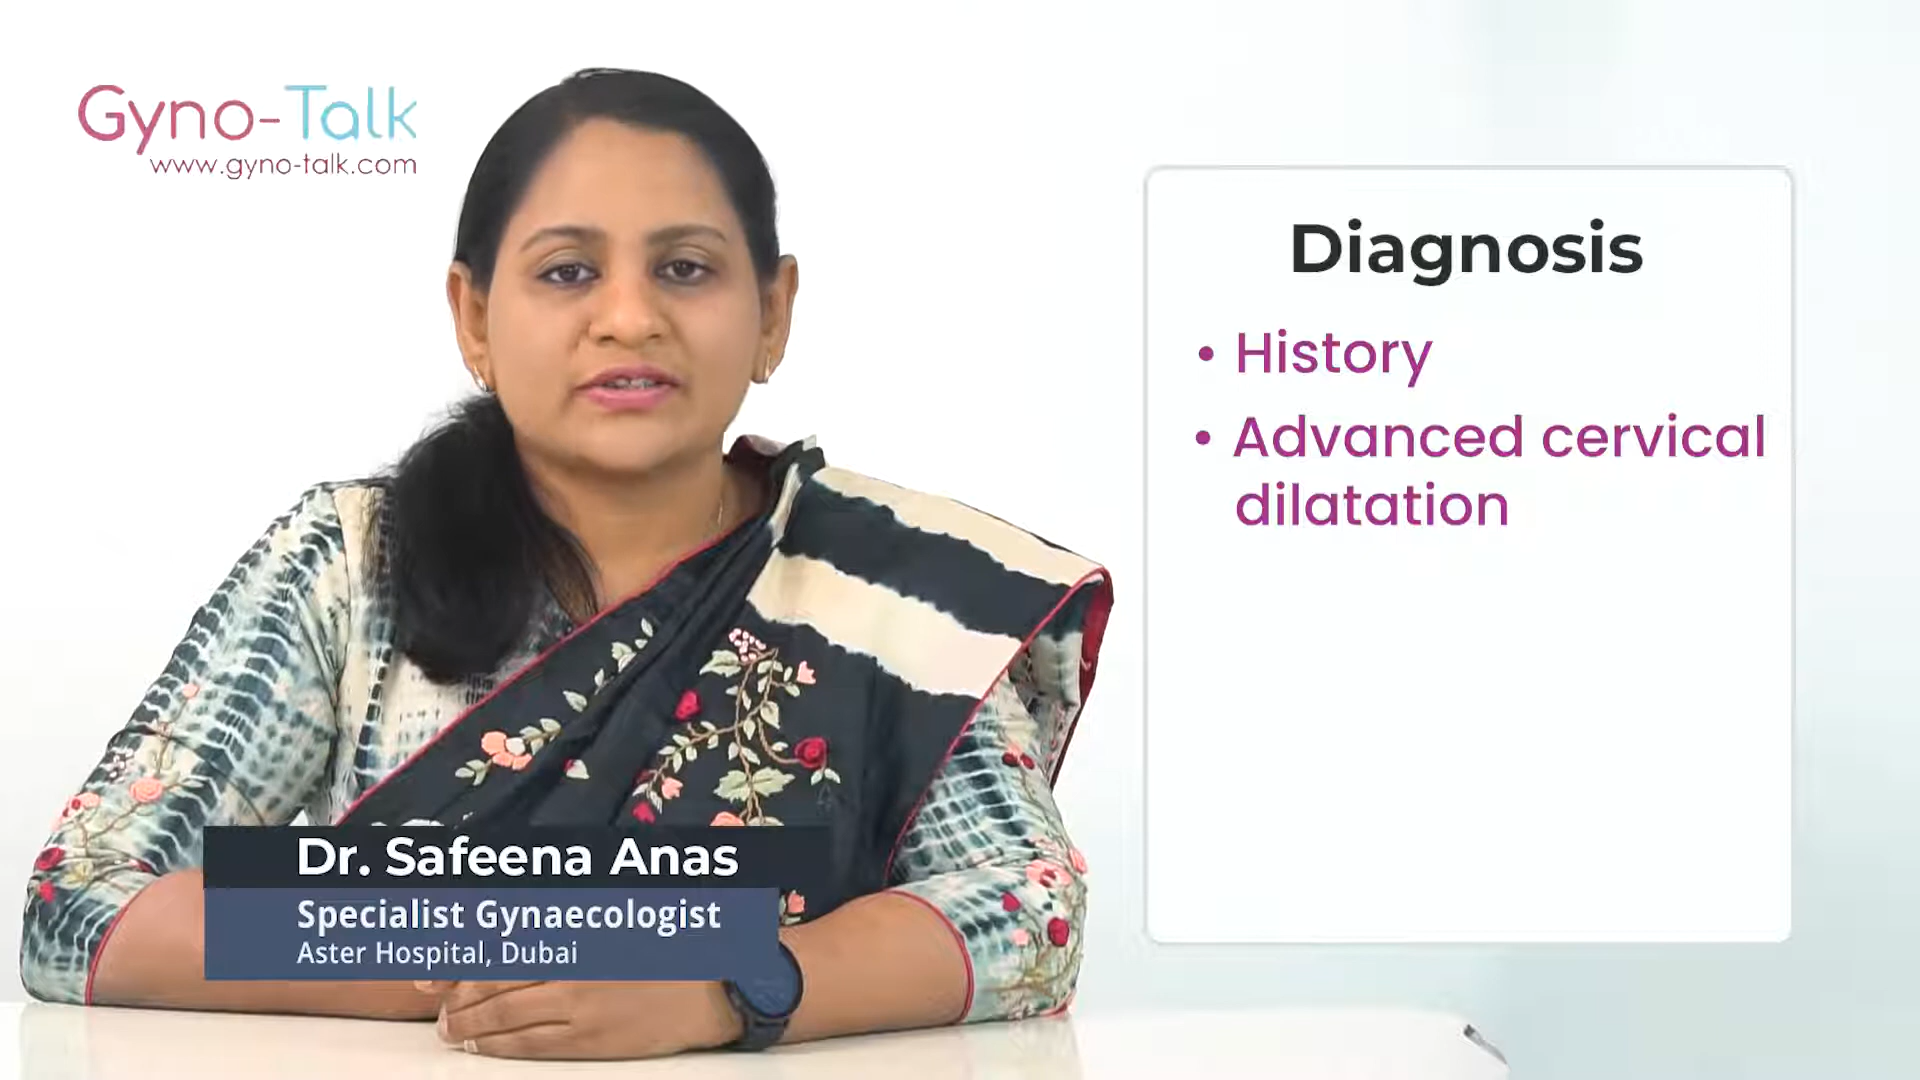 Gyno-Talk
www.gyno-talk.com
Diagnosis
• History
• Advanced cervical
dilatation
Dr. Safeena Anas
Specialist Gynaecologist
Aster Hospital, Dubai